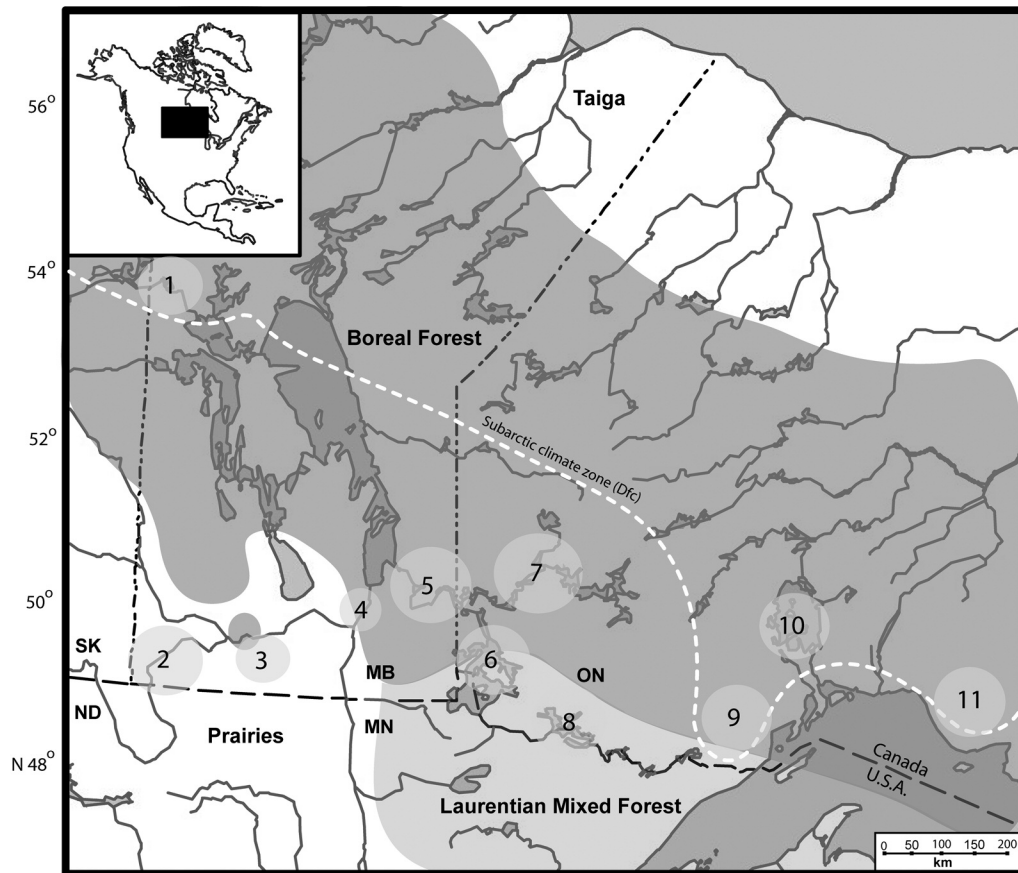 56°
Taiga
54°
1
Boreal Forest
52°
Subarctic climate zone (Dfc)
50°
7
5
4
10
SK
2
3
MB
6
ON
11
ND
Prairies
MN
8
9
N 48°
Canada
U.S.A.
Laurentian Mixed Forest
0 50 100 150 200
km